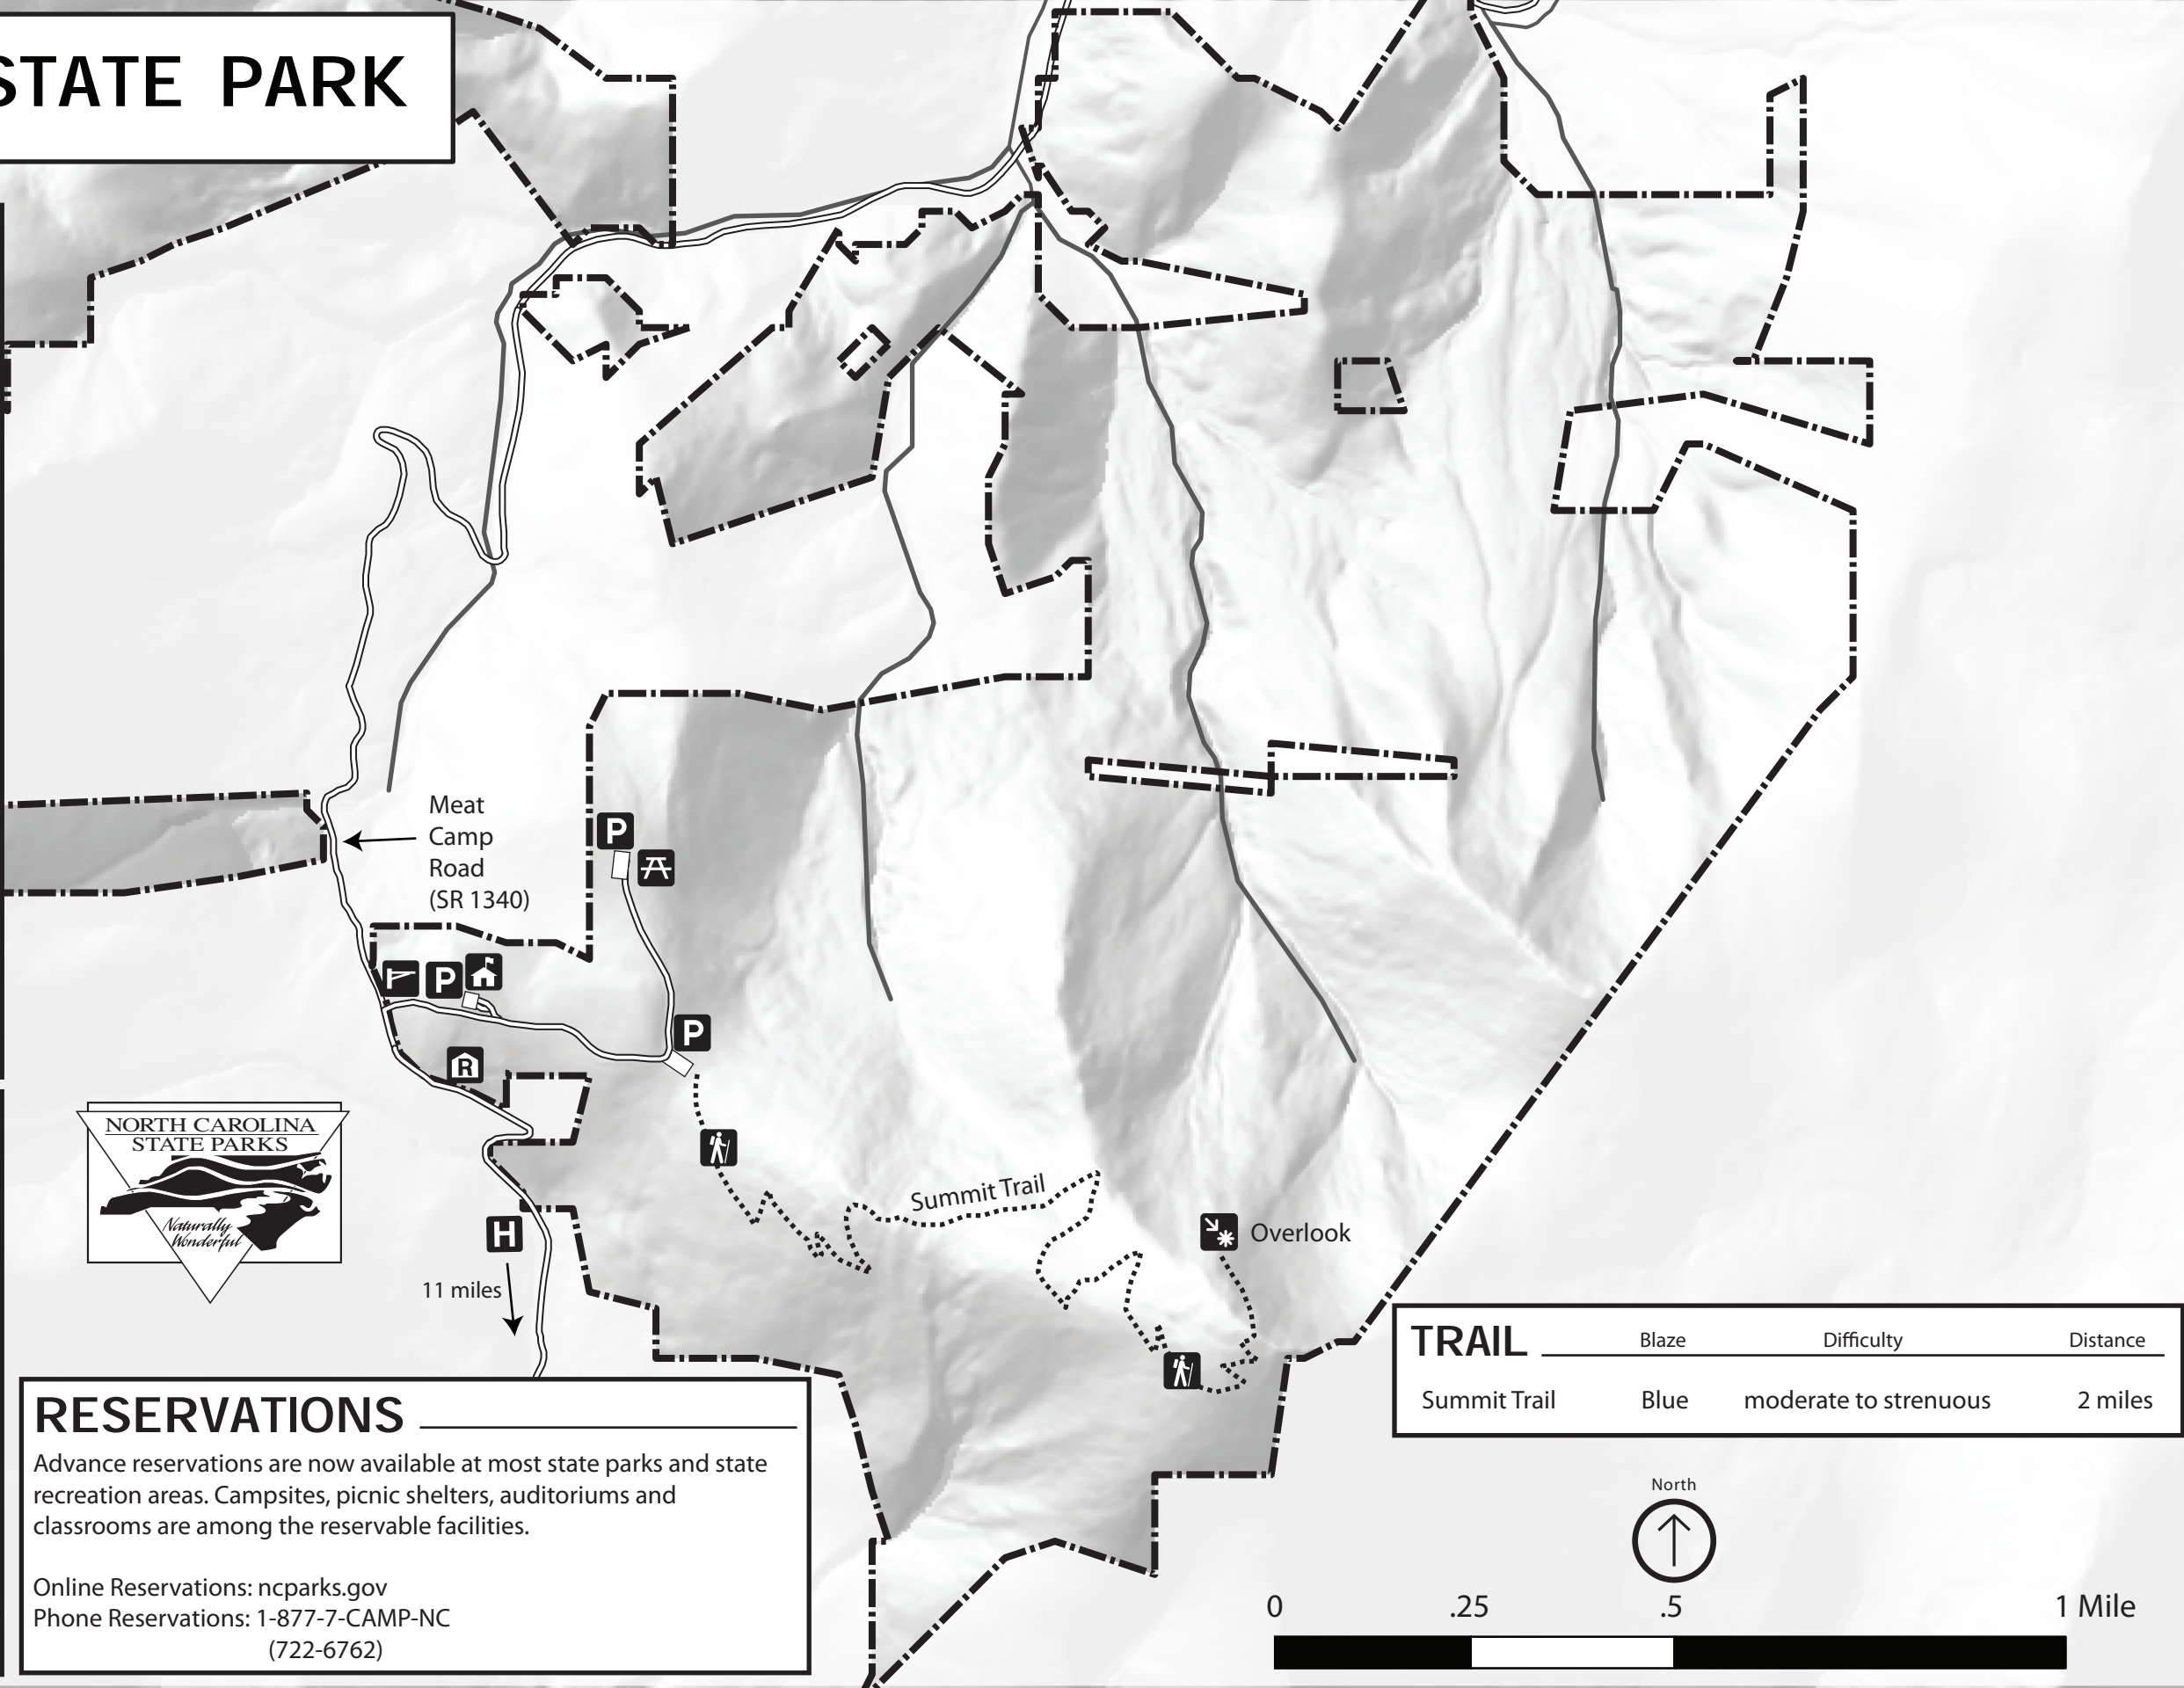 STATE PARK
Meat
Camp
Road
(SR 1340)
P
P
P
R
NORTH CAROLINA
STATE PARKS
Naturally
Wonderful
H
11 miles
Summit Trail
Overlook
TRAIL Blaze Difficulty Distance
Summit Trail Blue moderate to strenuous 2 miles
RESERVATIONS
Advance reservations are now available at most state parks and state
recreation areas. Campsites, picnic shelters, auditoriums and
classrooms are among the reservable facilities.
Online Reservations: ncparks.gov
Phone Reservations: 1-877-7-CAMP-NC
(722-6762)
North
0 .25 .5 1 Mile